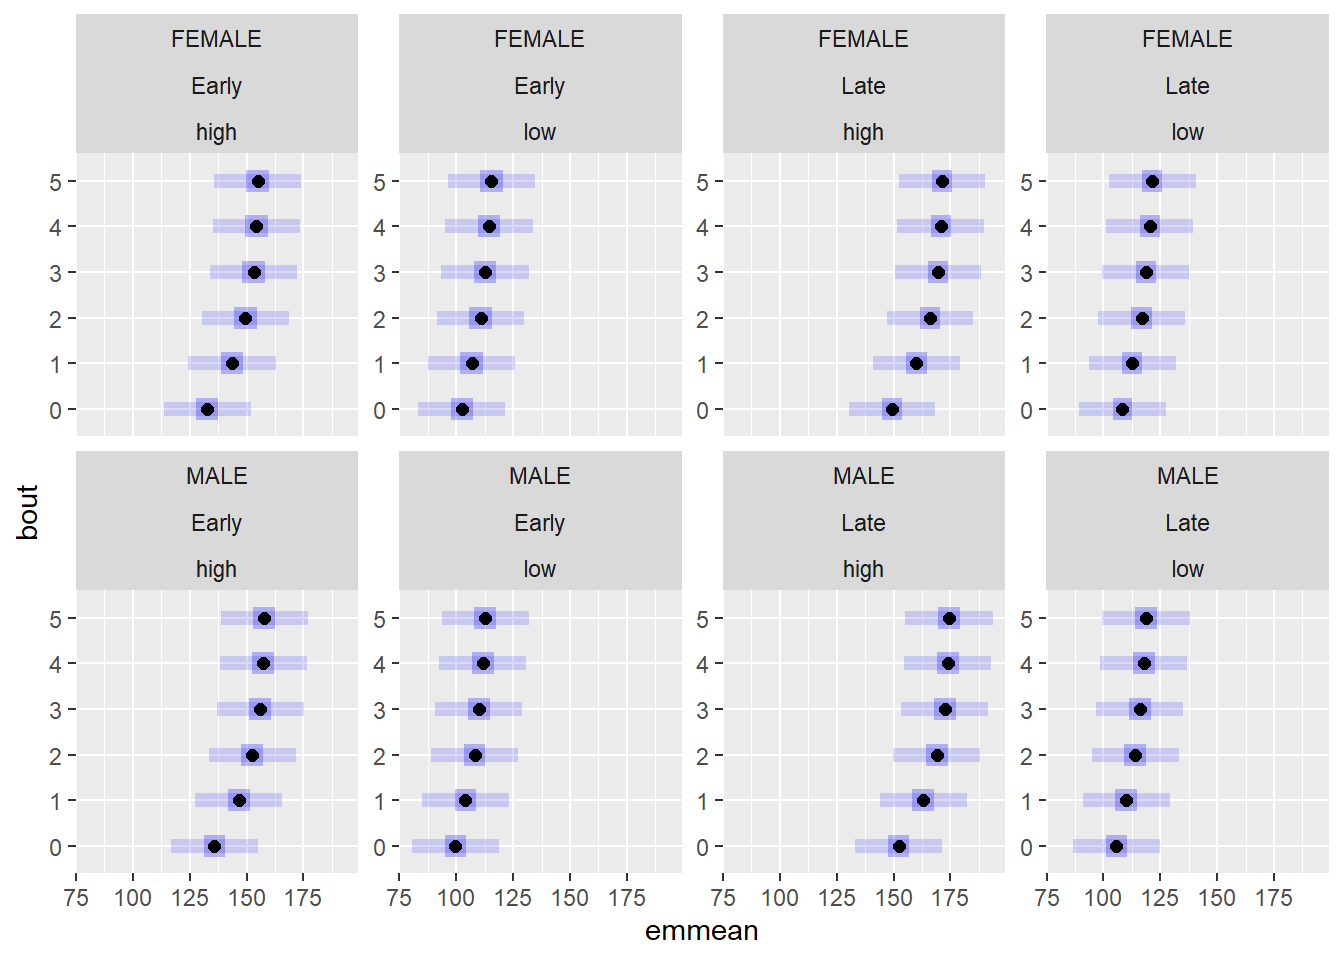 FEMALE FEMALE FEMALE FEMALE
Early Early Late Late
high low high low
5 5 5 5
4 4 4 4
3 3 3 3
2 2 2 2
1 1 1 1
0 0 0 0
bout
MALE MALE MALE MALE
Early Early Late Late
high low high low
5 5 5 5
4 4 4 4
3 3 3 3
2 2 2 2
1 1 1 1
0 0 0 0
75 100 125 150 175 75 100 125 150 175 75 100 125 150 175 75 100 125 150 175
emmean